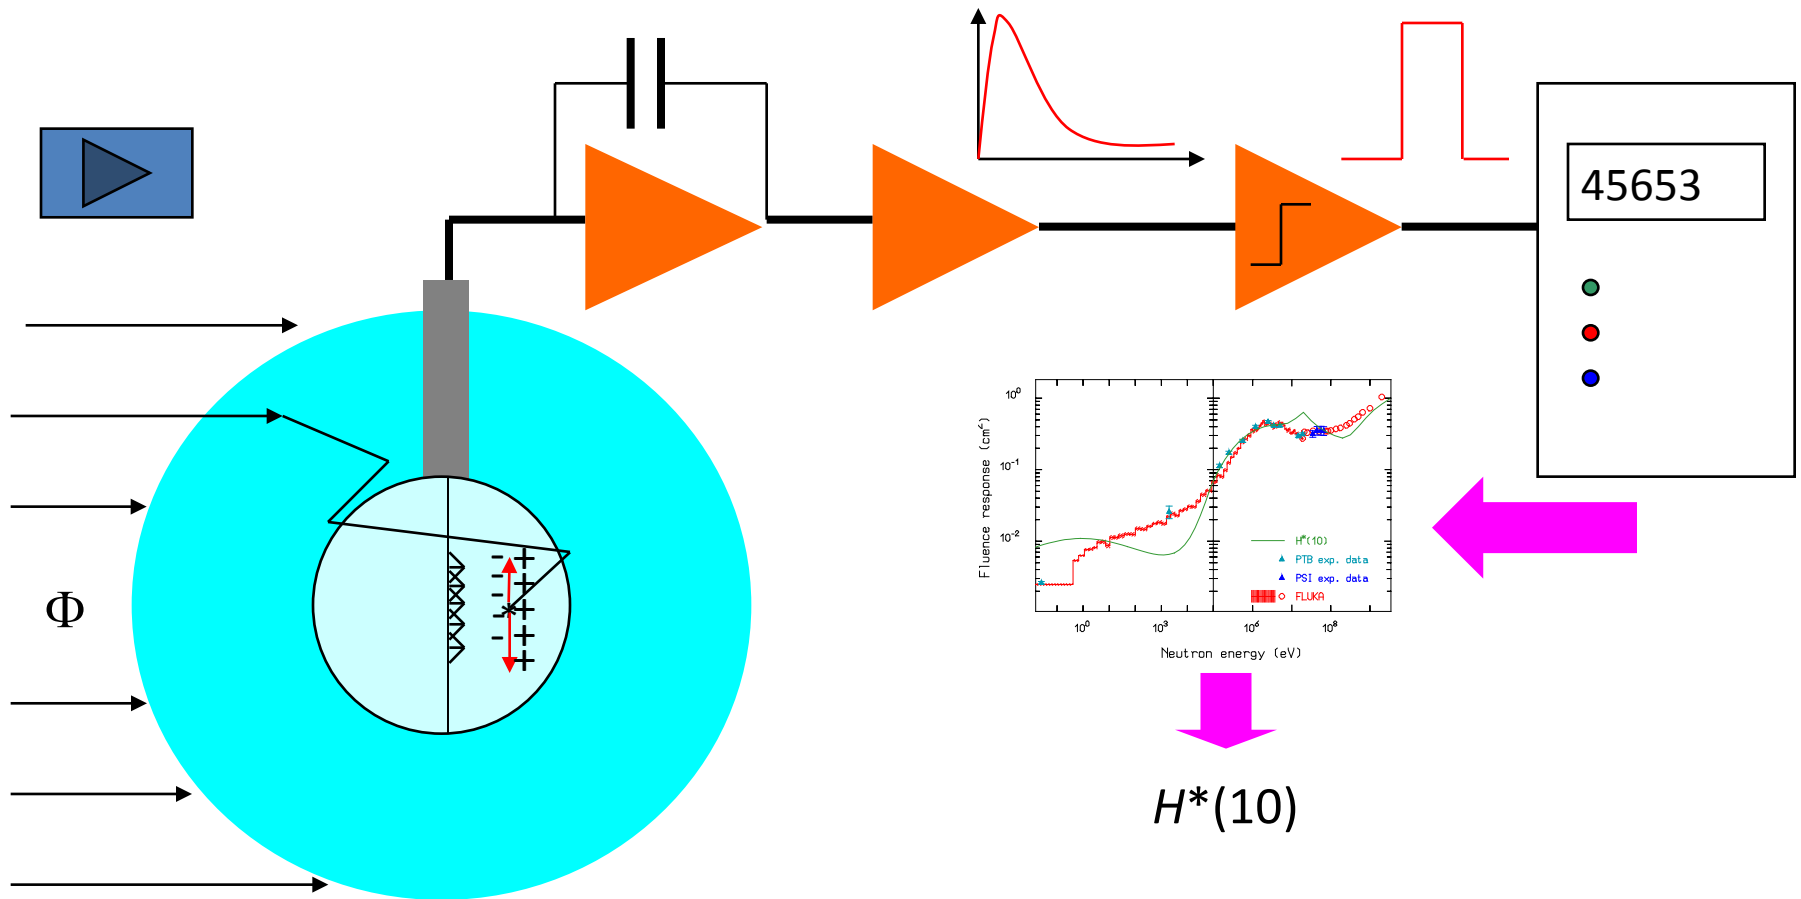 45653
Φ
Fluence response (cm²)
10⁰
10⁻¹
10⁻²
H*(10)
PTB exp. data
PSI exp. data
FLUKA
10⁰ 10³ 10⁶ 10⁸
Neutron energy (eV)
- +
- +
- +
- +
- +
H*(10)